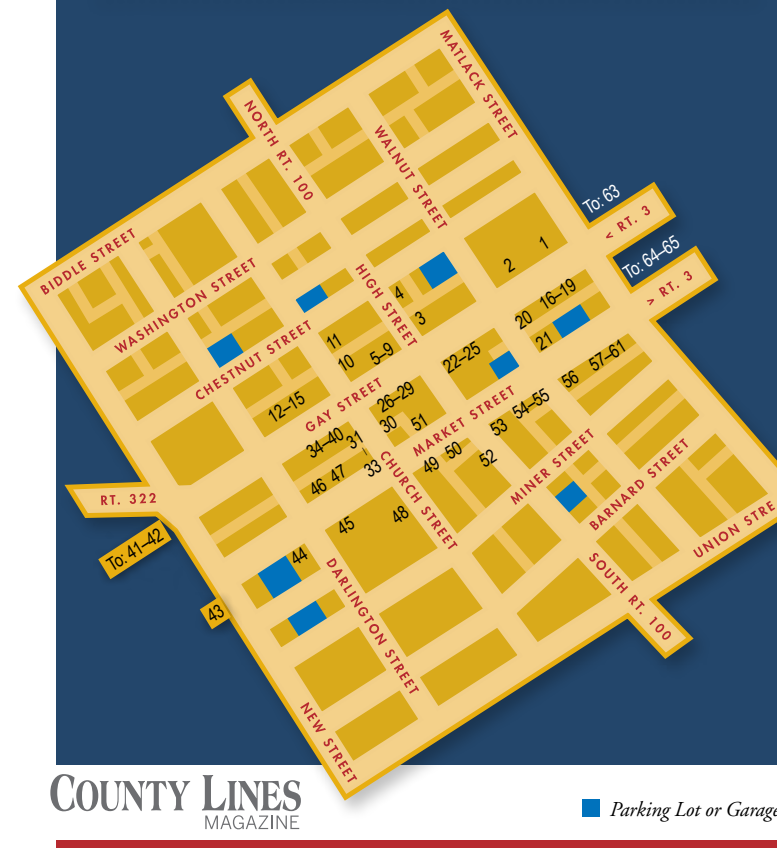 MATLACK STREET
NORTH RT. 100
WALNUT STREET
To: 63
< RT. 3
BIDDLE STREET
To: 64–65
> RT. 3
WASHINGTON STREET
HIGH STREET
1
2
4
3
16–19
20
21
CHESTNUT STREET
11
10
5–9
22–25
57–61
56
12–15
GAY STREET
26–29
30
51
MARKET STREET
54–55
53
34–40
31
33
46
47
CHURCH STREET
49
50
52
MINER STREET
BARNARD STREET
RT. 322
45
48
UNION STRE
To: 41–42
44
DARLINGTON STREET
43
SOUTH RT. 100
NEW STREET
COUNTY LINES
MAGAZINE
Parking Lot or Garage